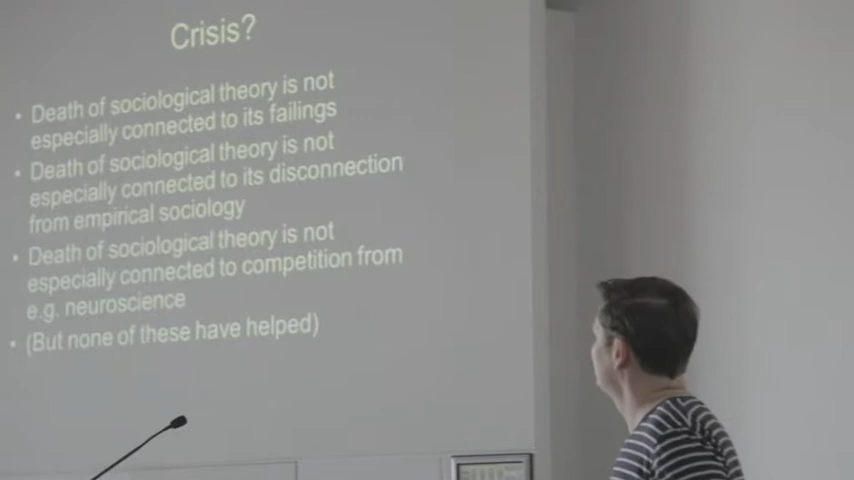 Crisis?
• Death of sociological theory is not
especially connected to its failings
• Death of sociological theory is not
especially connected to its disconnection
from empirical sociology
• Death of sociological theory is not
especially connected to competition from
e.g. neuroscience
• (But none of these have helped)